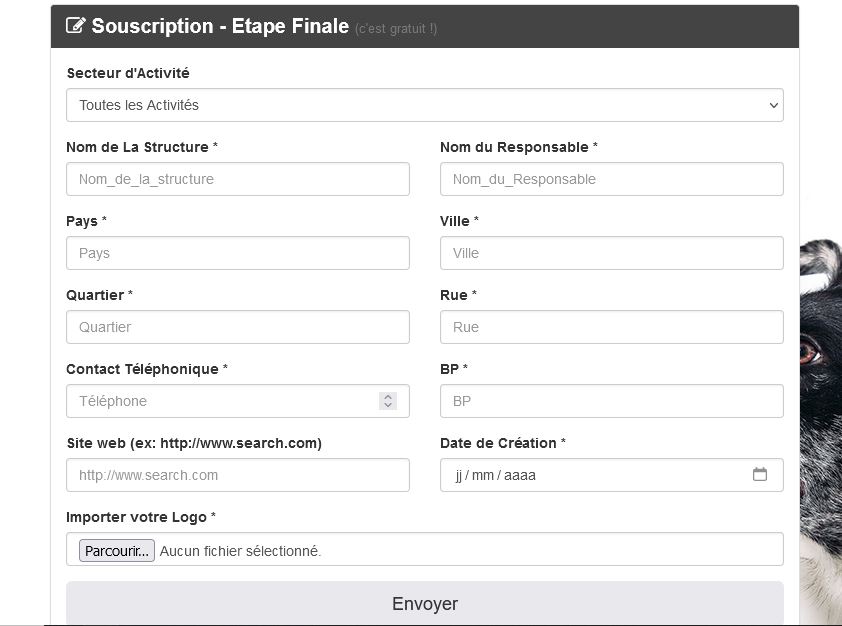 Souscription - Etape Finale (c'est gratuit !)
Secteur d'Activité
Toutes les Activités
Nom de La Structure *
Nom du Responsable *
Nom_de_la_structure
Nom_du_Responsable
Pays *
Ville *
Pays
Ville
Quartier *
Rue *
Quartier
Rue
Contact Téléphonique *
BP *
Téléphone
BP
Site web (ex: http://www.search.com)
Date de Création *
http://www.search.com
jj / mm / aaaa
Importer votre Logo *
Parcourir... Aucun fichier sélectionné.
Envoyer